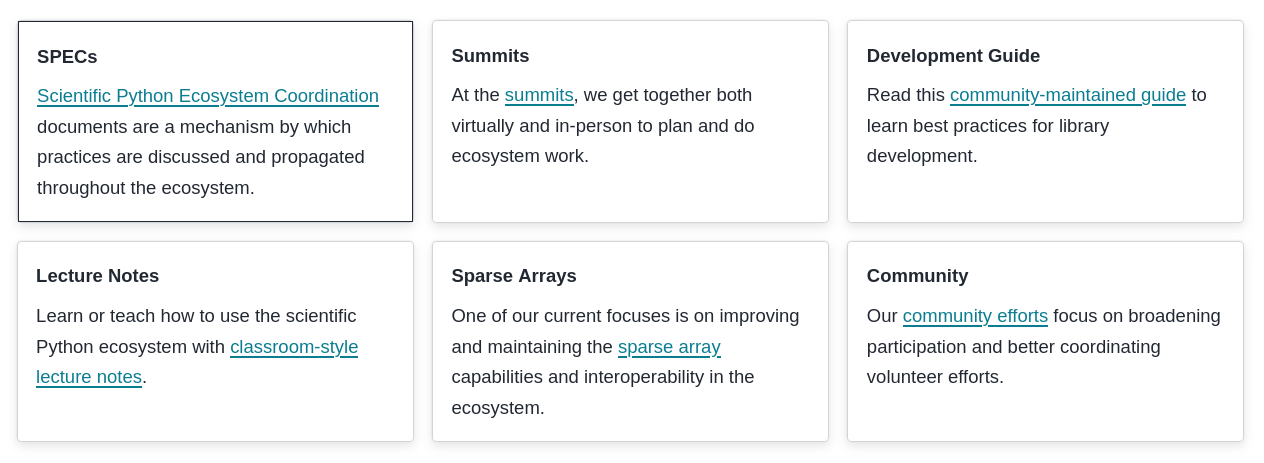 SPECs
Scientific Python Ecosystem Coordination
documents are a mechanism by which
practices are discussed and propagated
throughout the ecosystem.
Summits
At the summits, we get together both
virtually and in-person to plan and do
ecosystem work.
Development Guide
Read this community-maintained guide to
learn best practices for library
development.
Lecture Notes
Learn or teach how to use the scientific
Python ecosystem with classroom-style
lecture notes.
Sparse Arrays
One of our current focuses is on improving
and maintaining the sparse array
capabilities and interoperability in the
ecosystem.
Community
Our community efforts focus on broadening
participation and better coordinating
volunteer efforts.